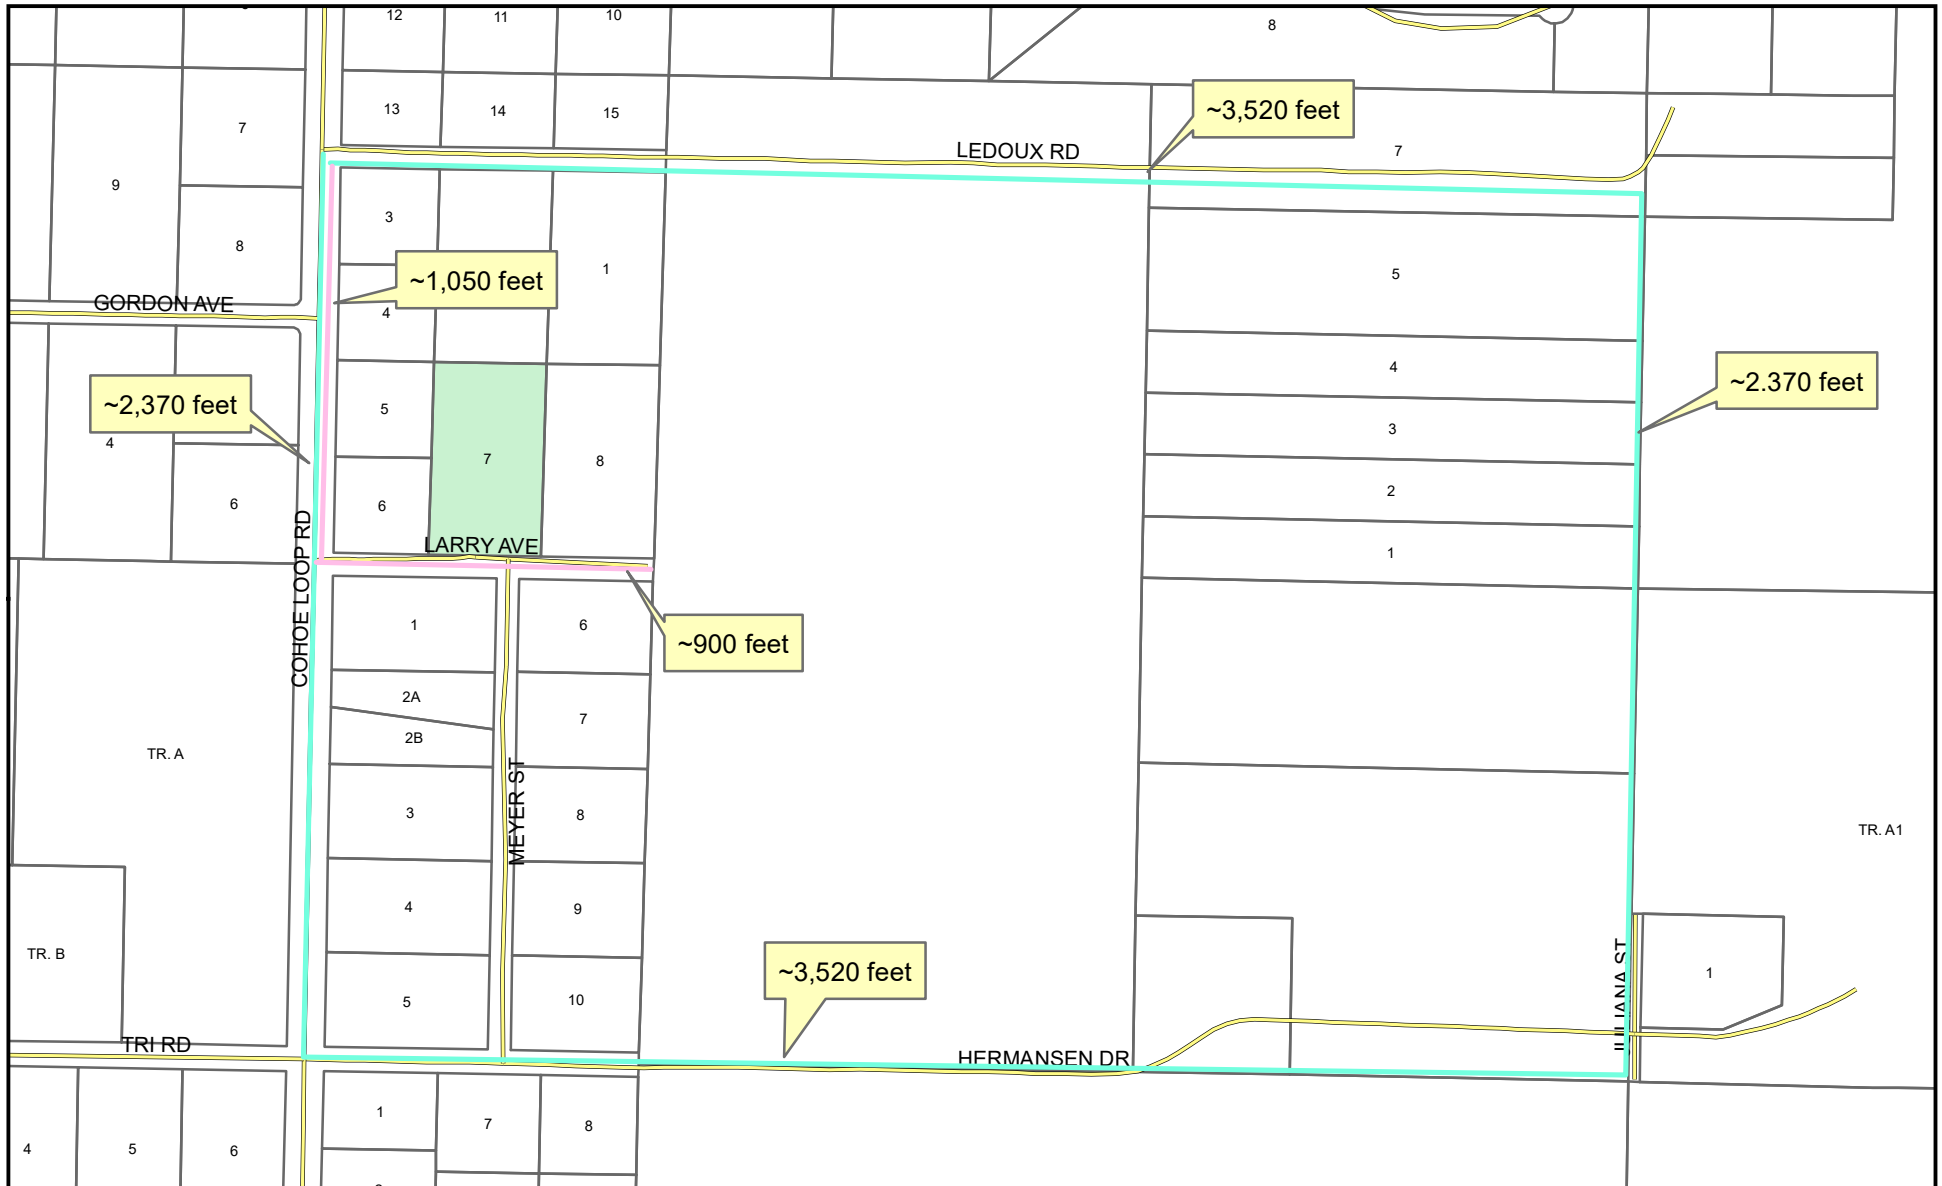 12
11
10
8
13
14
15
7
~3,520 feet
LEDOUX RD
7
9
3
8
1
5
~1,050 feet
GORDON AVE
4
4
~2,370 feet
~2.370 feet
5
3
4
7
8
6
6
2
LARRY AVE
1
COHOE LOOP RD
1
6
~900 feet
2A
7
2B
TR. A
MEYER ST
3
8
TR. A1
4
9
TR. B
~3,520 feet
JULIANA ST
1
5
10
TRI RD
HERMANSEN DR
1
7
8
4
5
6